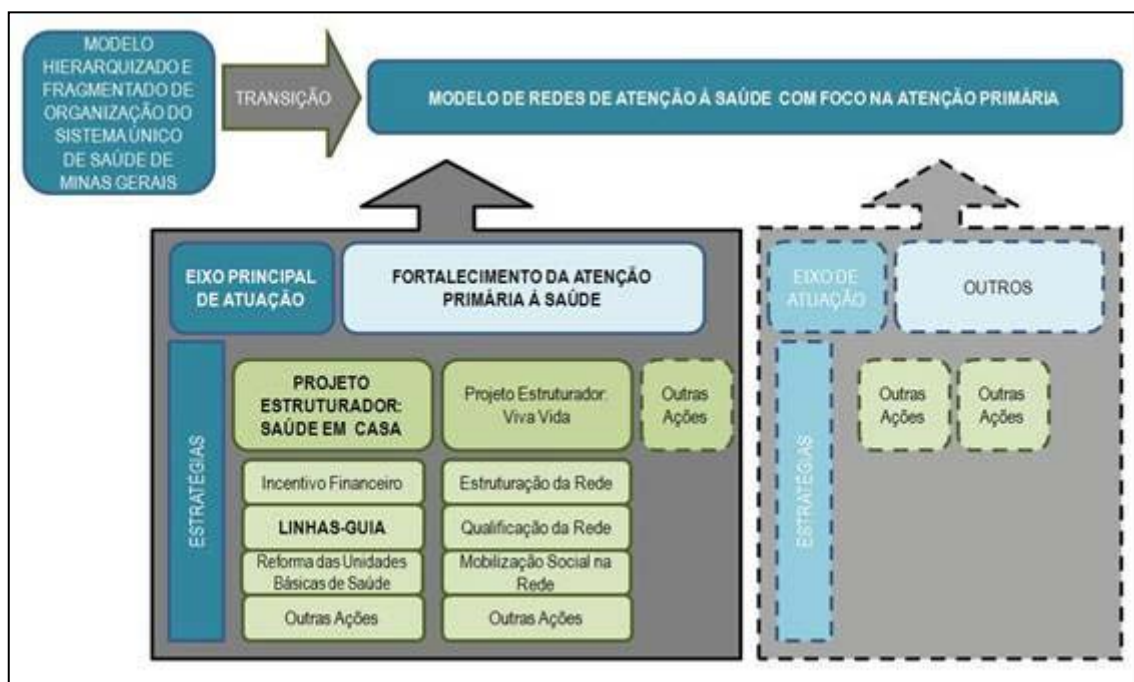 MODELO
HIERARQUIZADO E
FRAGMENTADO DE
ORGANIZAÇÃO DO
SISTEMA ÚNICO
DE SAÚDE DE
MINAS GERAIS
TRANSIÇÃO
MODELO DE REDES DE ATENÇÃO À SAÚDE COM FOCO NA ATENÇÃO PRIMÁRIA
EIXO PRINCIPAL
DE ATUAÇÃO
FORTALECIMENTO DA ATENÇÃO
PRIMÁRIA Á SAÚDE
ESTRATÉGIAS
PROJETO
ESTRUTURADOR:
SAÚDE EM CASA
Incentivo Financeiro
LINHAS-GUIA
Reforma das Unidades
Básicas de Saúde
Outras Ações
Projeto Estruturador:
Viva Vida
Estruturação da Rede
Qualificação da Rede
Mobilização Social na
Rede
Outras Ações
Outras
Ações
EIXO DE
ATUAÇÃO
OUTROS
ESTRATÉGIAS
Outras
Ações
Outras
Ações